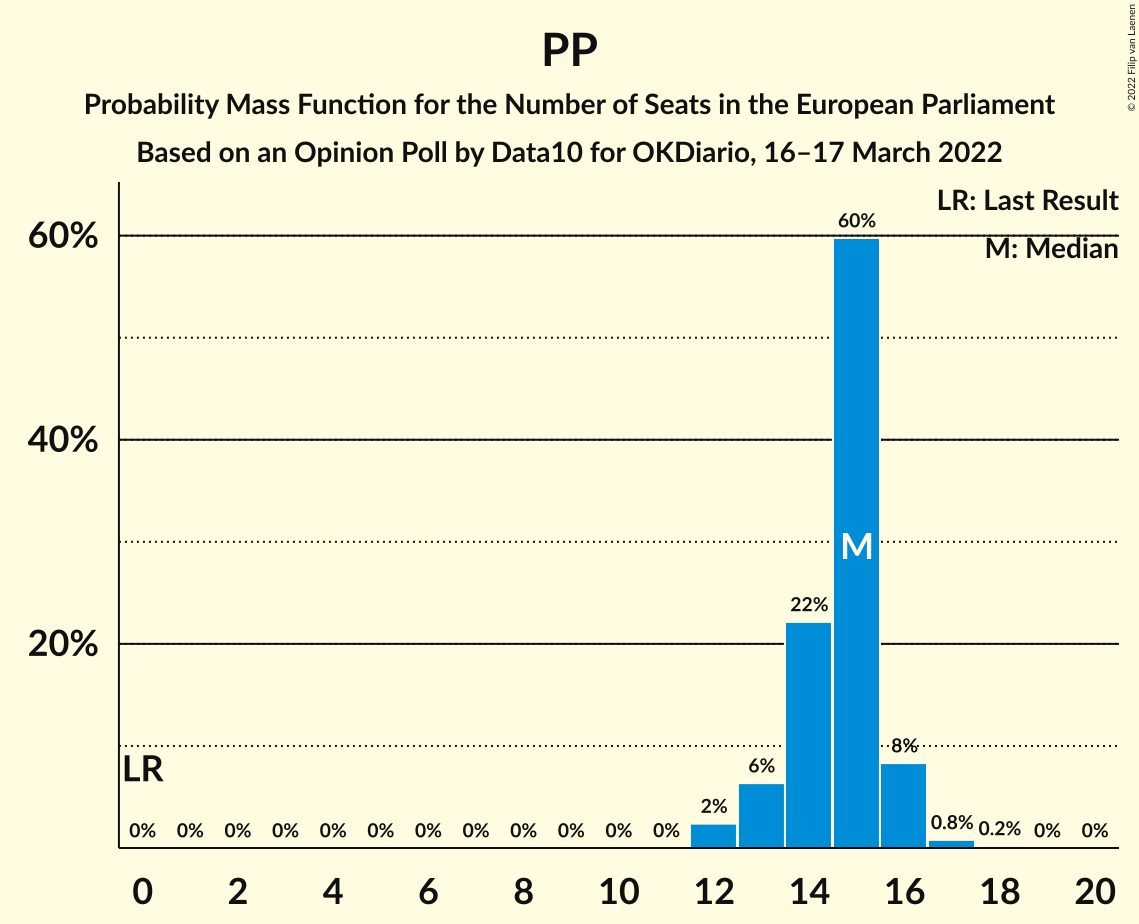 PP
Probability Mass Function for the Number of Seats in the European Parliament
Based on an Opinion Poll by Data10 for OKDiario, 16–17 March 2022
© 2022 Filip van Laenen
LR: Last Result
M: Median
60%
40%
20%
60%
M
22%
LR
8%
6%
2%
0% 0% 0% 0% 0% 0% 0% 0% 0% 0% 0% 0% 0.8% 0.2% 0% 0%
0 2 4 6 8 10 12 14 16 18 20